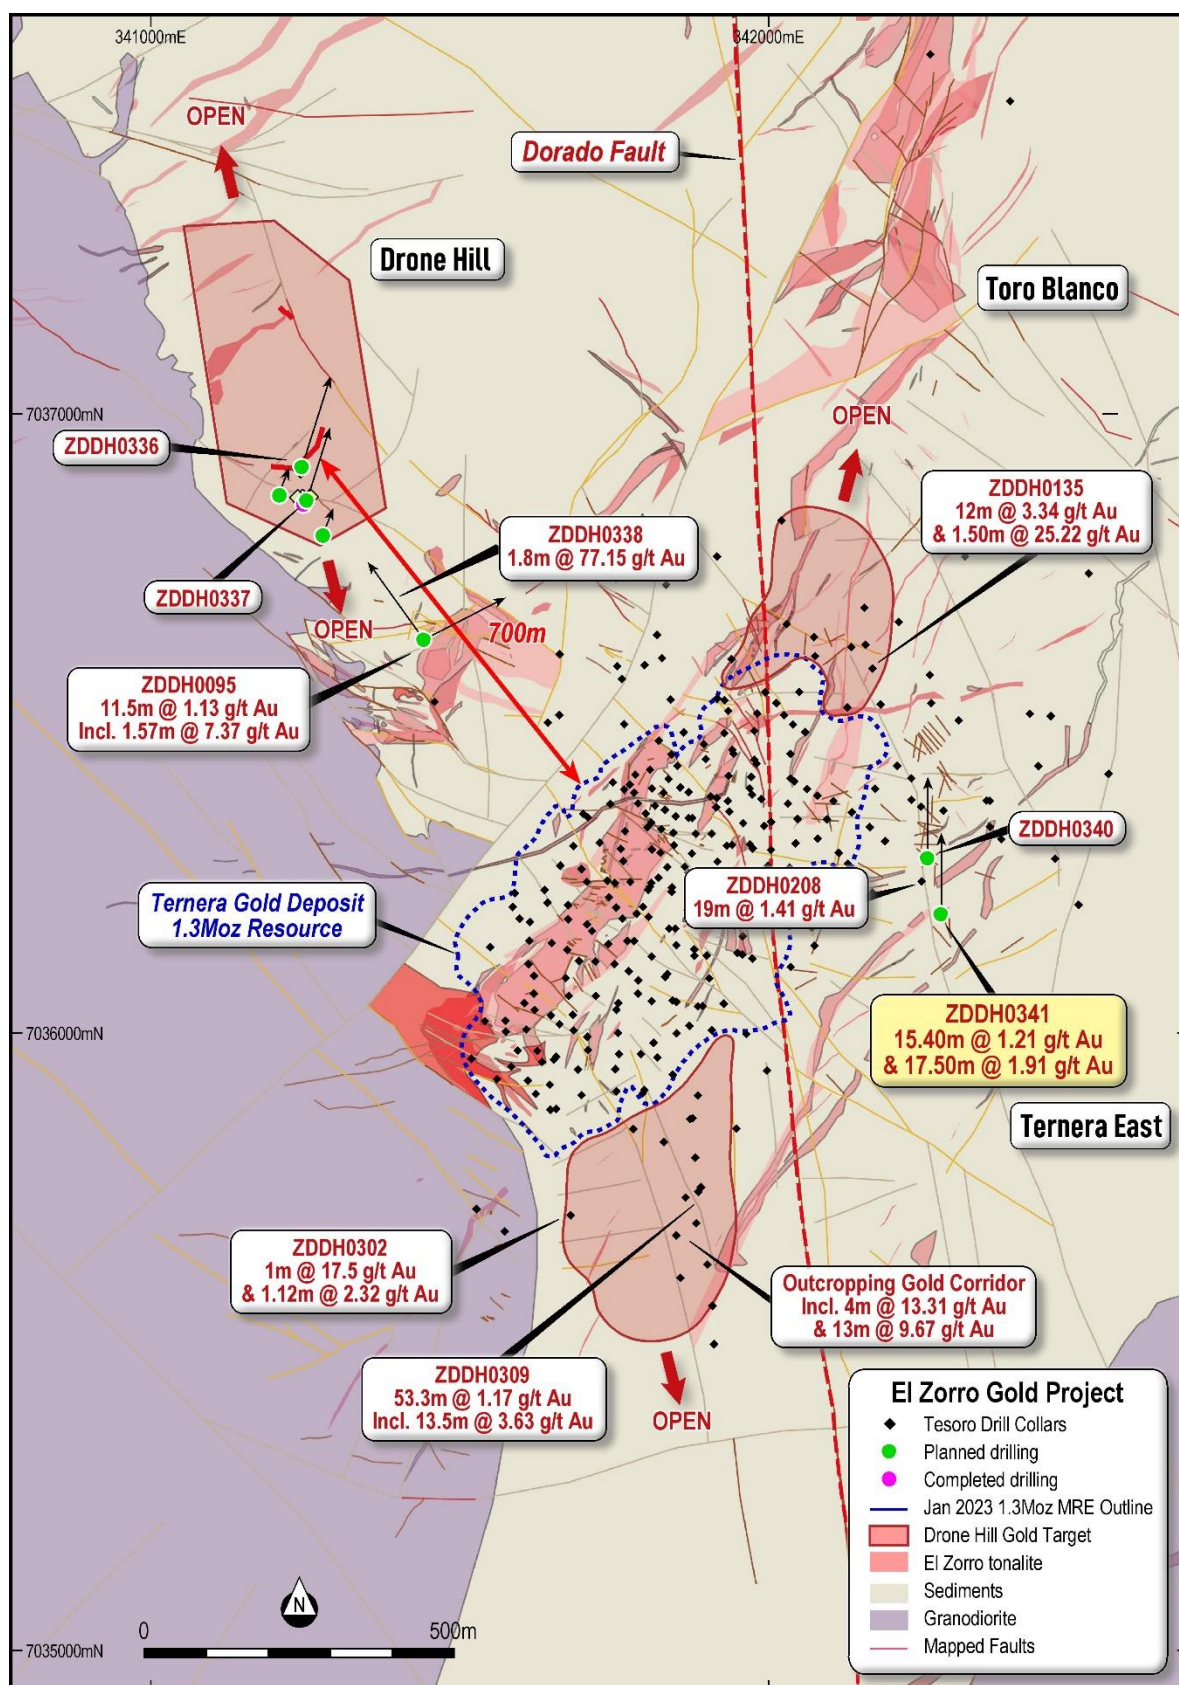 341000mE
342000mE
OPEN
Dorado Fault
Drone Hill
Toro Blanco
7037000mN
OPEN
ZDDH0336
ZDDH0135
12m @ 3.34 g/t Au
& 1.50m @ 25.22 g/t Au
ZDDH0338
1.8m @ 77.15 g/t Au
ZDDH0337
OPEN
700m
ZDDH0095
11.5m @ 1.13 g/t Au
Incl. 1.57m @ 7.37 g/t Au
ZDDH0340
ZDDH0208
19m @ 1.41 g/t Au
Ternera Gold Deposit
1.3Moz Resource
ZDDH0341
15.40m @ 1.21 g/t Au
& 17.50m @ 1.91 g/t Au
7036000mN
Ternera East
ZDDH0302
1m @ 17.5 g/t Au
& 1.12m @ 2.32 g/t Au
Outcropping Gold Corridor
Incl. 4m @ 13.31 g/t Au
& 13m @ 9.67 g/t Au
ZDDH0309
53.3m @ 1.17 g/t Au
Incl. 13.5m @ 3.63 g/t Au
OPEN
El Zorro Gold Project
Tesoro Drill Collars
Planned drilling
Completed drilling
Jan 2023 1.3Moz MRE Outline
Drone Hill Gold Target
El Zorro tonalite
Sediments
Granodiorite
Mapped Faults
N
0
500m
7035000mN